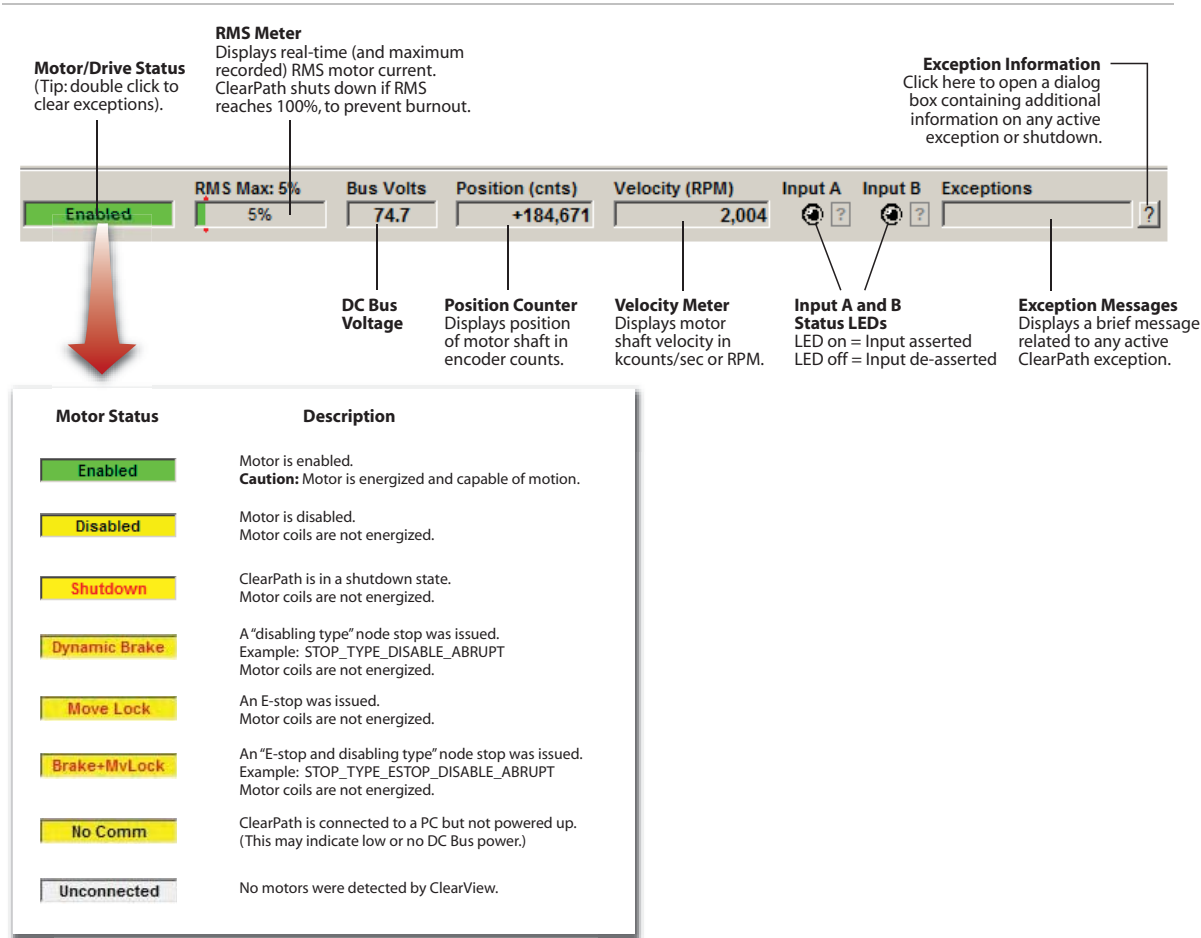 RMS Meter
Displays real-time (and maximum
recorded) RMS motor current.
ClearPath shuts down if RMS
reaches 100%, to prevent burnout.
Motor/Drive Status
(Tip: double click to
clear exceptions).
Exception Information
Click here to open a dialog
box containing additional
information on any active
exception or shutdown.
RMS Max: 5% Bus Volts Position (cnts) Velocity (RPM) Input A Input B Exceptions
Enabled 5% 74.7 +184,671 2,004 ? ? ?
DC Bus
Voltage
Position Counter
Displays position
of motor shaft in
encoder counts.
Velocity Meter
Displays motor
shaft velocity in
kcounts/sec or RPM.
Input A and B
Status LEDs
LED on = Input asserted
LED off = Input de-asserted
Exception Messages
Displays a brief message
related to any active
ClearPath exception.
Motor Status Description
Enabled
Motor is enabled.
Caution: Motor is energized and capable of motion.
Disabled
Motor is disabled.
Motor coils are not energized.
Shutdown
ClearPath is in a shutdown state.
Motor coils are not energized.
Dynamic Brake
A “disabling type” node stop was issued.
Example: STOP_TYPE_DISABLE_ABRUPT
Motor coils are not energized.
Move Lock
An E-stop was issued.
Motor coils are not energized.
Brake+MvLock
An “E-stop and disabling type” node stop was issued.
Example: STOP_TYPE_ESTOP_DISABLE_ABRUPT
Motor coils are not energized.
No Comm
ClearPath is connected to a PC but not powered up.
(This may indicate low or no DC Bus power.)
Unconnected
No motors were detected by ClearView.